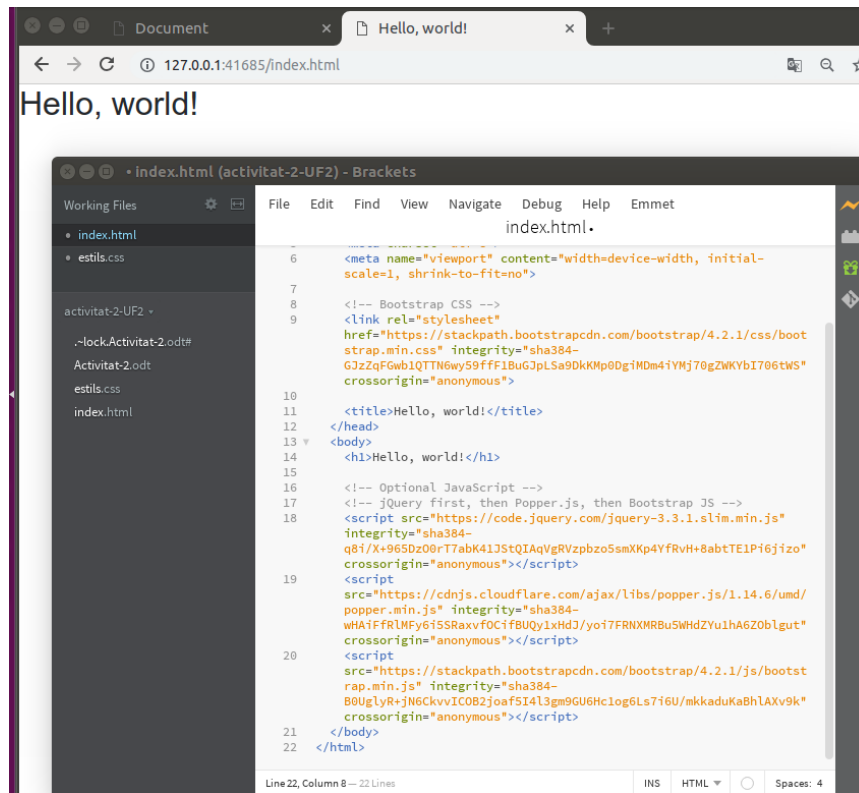 Document
Hello, world!
127.0.0.1:41685/index.html
Hello, world!
• index.html (activitat-2-UF2) - Brackets
Working Files
index.html
estils.css
activitat-2-UF2
.~lock.Activitat-2.odt#
Activitat-2.odt
estils.css
index.html
File Edit Find View Navigate Debug Help Emmet
index.html •
6 <meta name="viewport" content="width=device-width, initial-
scale=1, shrink-to-fit=no">
7
8 <!-- Bootstrap CSS -->
9 <link rel="stylesheet"
href="https://stackpath.bootstrapcdn.com/bootstrap/4.2.1/css/boot
strap.min.css" integrity="sha384-
GJzZqFGwb1QTTN6wy59ffF1BuGJpLSa9DkKMp0DgiMDm4iYMj70gZWKYbI706tWS"
crossorigin="anonymous">
10
11 <title>Hello, world!</title>
12 </head>
13 <body>
14 <h1>Hello, world!</h1>
15
16 <!-- Optional JavaScript -->
17 <!-- jQuery first, then Popper.js, then Bootstrap JS -->
18 <script src="https://code.jquery.com/jquery-3.3.1.slim.min.js"
integrity="sha384-
q8i/X+965DzO0rT7abK41JStQIAqVgRVzpbzo5smXKp4YfRvH+8abtTE1Pi6jizo"
crossorigin="anonymous"></script>
19 <script
src="https://cdnjs.cloudflare.com/ajax/libs/popper.js/1.14.6/umd/
popper.min.js" integrity="sha384-
wHAiFfRlMFy6i5SRaxvfOCifBUQy1xHdJ/yoi7FRNXMRBu5WHdZYu1hA6ZOblgut"
crossorigin="anonymous"></script>
20 <script
src="https://stackpath.bootstrapcdn.com/bootstrap/4.2.1/js/bootst
rap.min.js" integrity="sha384-
B0UglyR+jN6CkvvICOB2joaf5I4l3gm9GU6Hc1og6Ls7i6U/mkkaduKaBhlAXv9k"
crossorigin="anonymous"></script>
21 </body>
22 </html>
Line 22, Column 8 — 22 Lines
INS HTML Spaces: 4